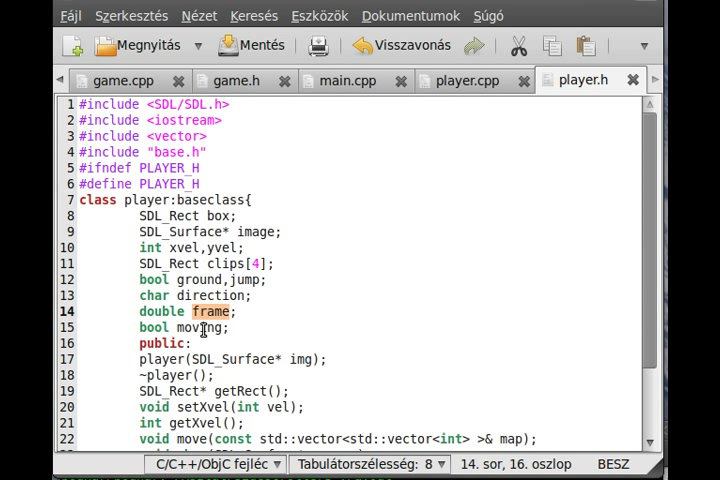 Fájl Szerkesztés Nézet Keresés Eszközök Dokumentumok Súgó
Megnyitás Mentés Visszavonás
game.cpp game.h main.cpp player.cpp player.h
1 #include <SDL/SDL.h>
2 #include <iostream>
3 #include <vector>
4 #include "base.h"
5 #ifndef PLAYER_H
6 #define PLAYER_H
7 class player:baseclass{
8 SDL_Rect box;
9 SDL_Surface* image;
10 int xvel,yvel;
11 SDL_Rect clips[4];
12 bool ground,jump;
13 char direction;
14 double frame;
15 bool moving;
16 public:
17 player(SDL_Surface* img);
18 ~player();
19 SDL_Rect* getRect();
20 void setXvel(int vel);
21 int getXvel();
22 void move(const std::vector<std::vector<int> >& map);
C/C++/ObjC fejléc Tabulátorszélesség: 8 14. sor, 16. oszlop BESZ